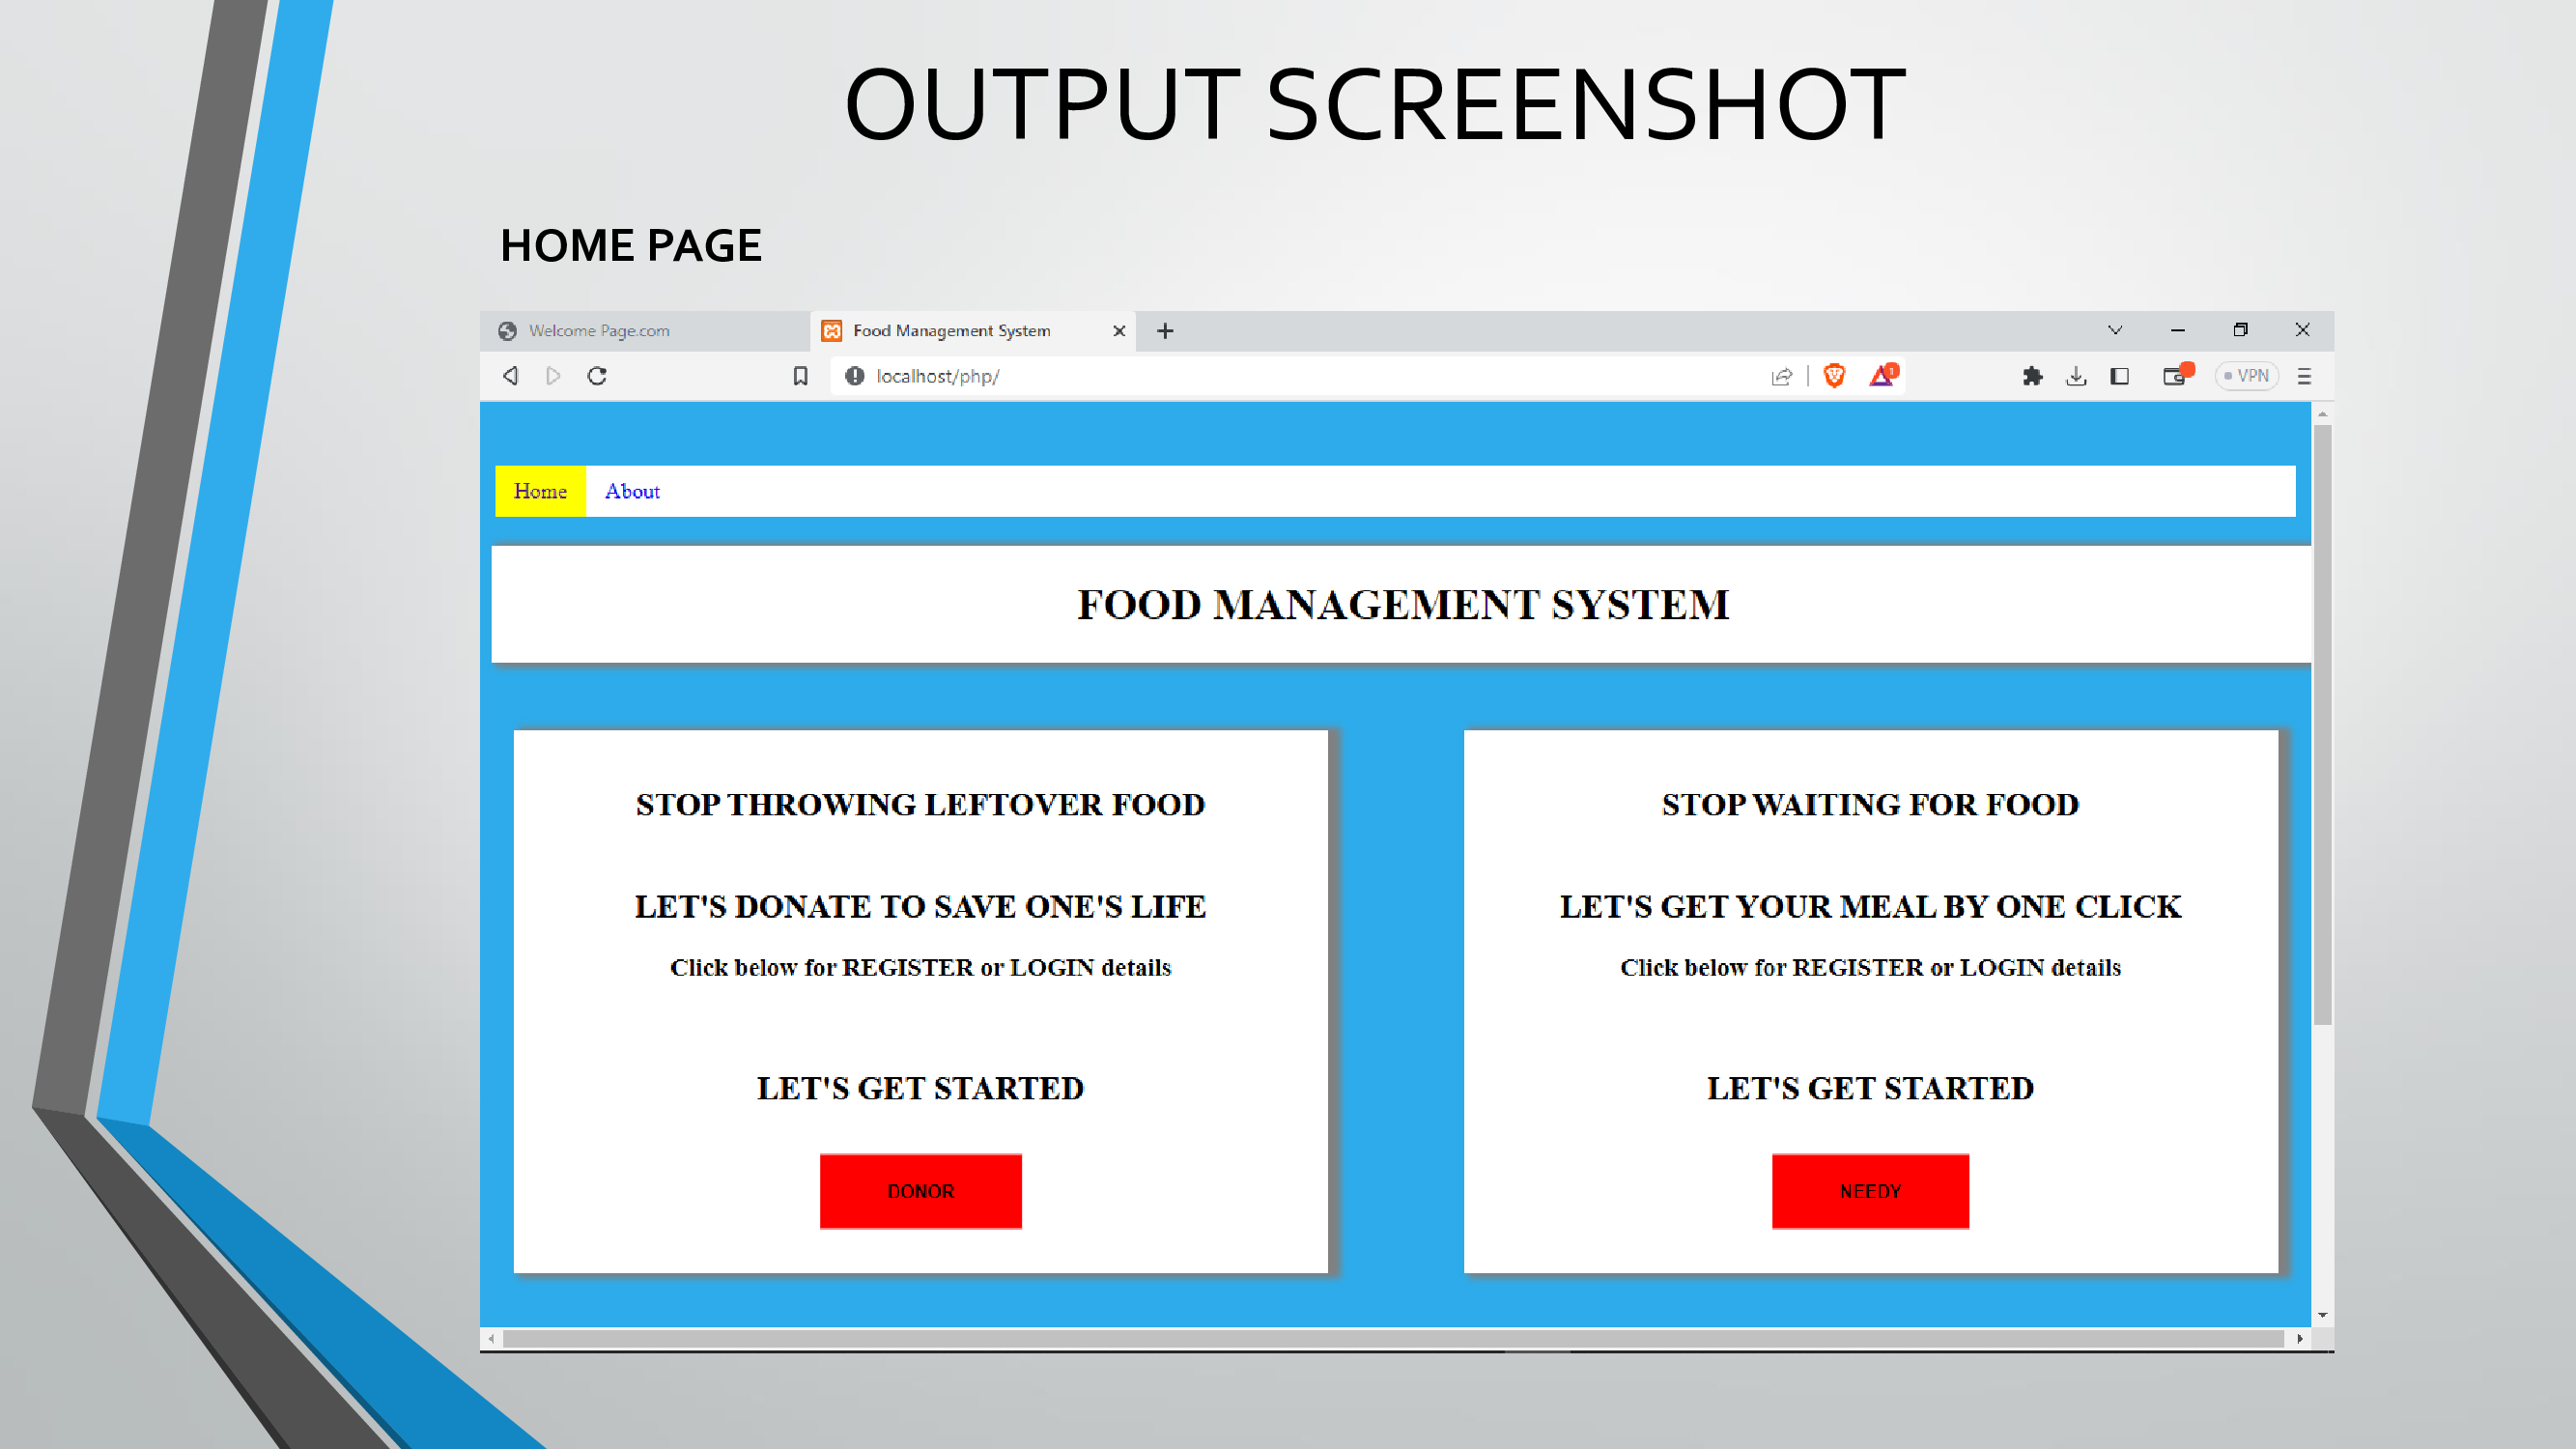 OUTPUT SCREENSHOT
HOME PAGE
Welcome Page.com
Food Management System
localhost/php/
1
VPN
Home
About
FOOD MANAGEMENT SYSTEM
STOP THROWING LEFTOVER FOOD
LET'S DONATE TO SAVE ONE'S LIFE
Click below for REGISTER or LOGIN details
LET'S GET STARTED
DONOR
STOP WAITING FOR FOOD
LET'S GET YOUR MEAL BY ONE CLICK
Click below for REGISTER or LOGIN details
LET'S GET STARTED
NEEDY